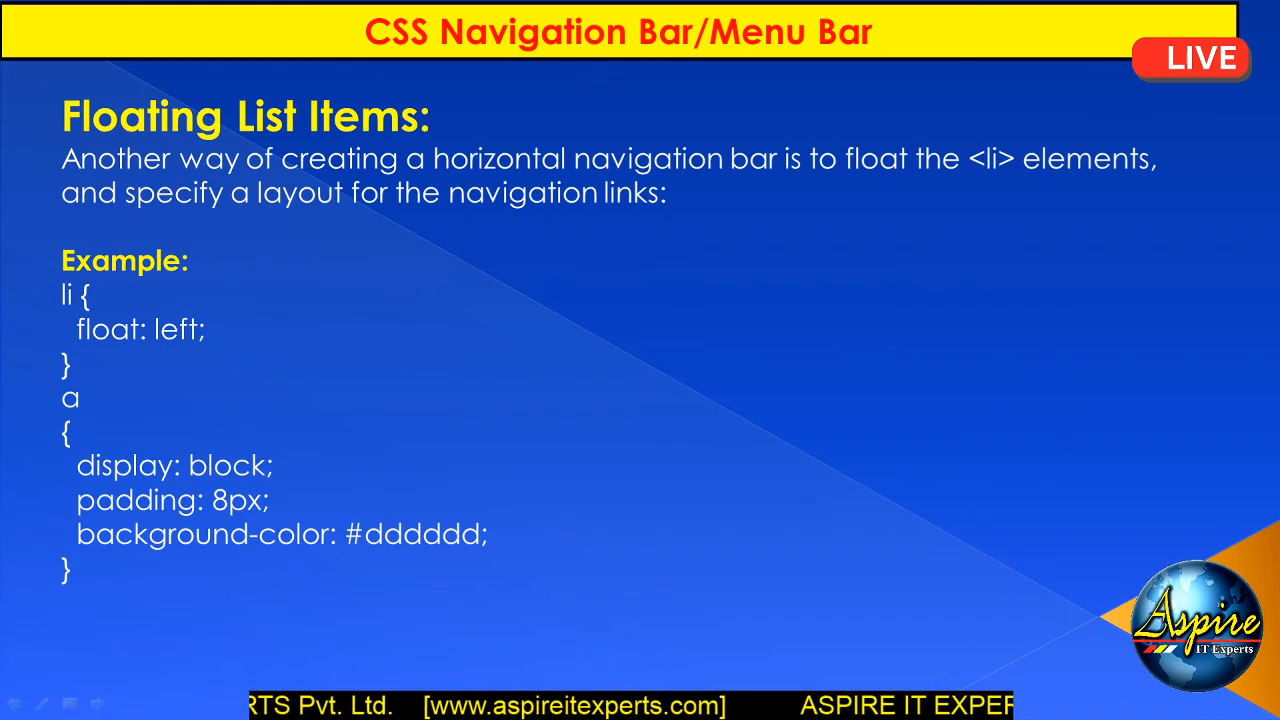 CSS Navigation Bar/Menu Bar
LIVE
Floating List Items:
Another way of creating a horizontal navigation bar is to float the <li> elements,
and specify a layout for the navigation links:
Example:
li {
float: left;
}
a
{
display: block;
padding: 8px;
background-color: #dddddd;
}
Aspire
IT Experts
RTS Pvt. Ltd. [www.aspireitexperts.com] ASPIRE IT EXPER